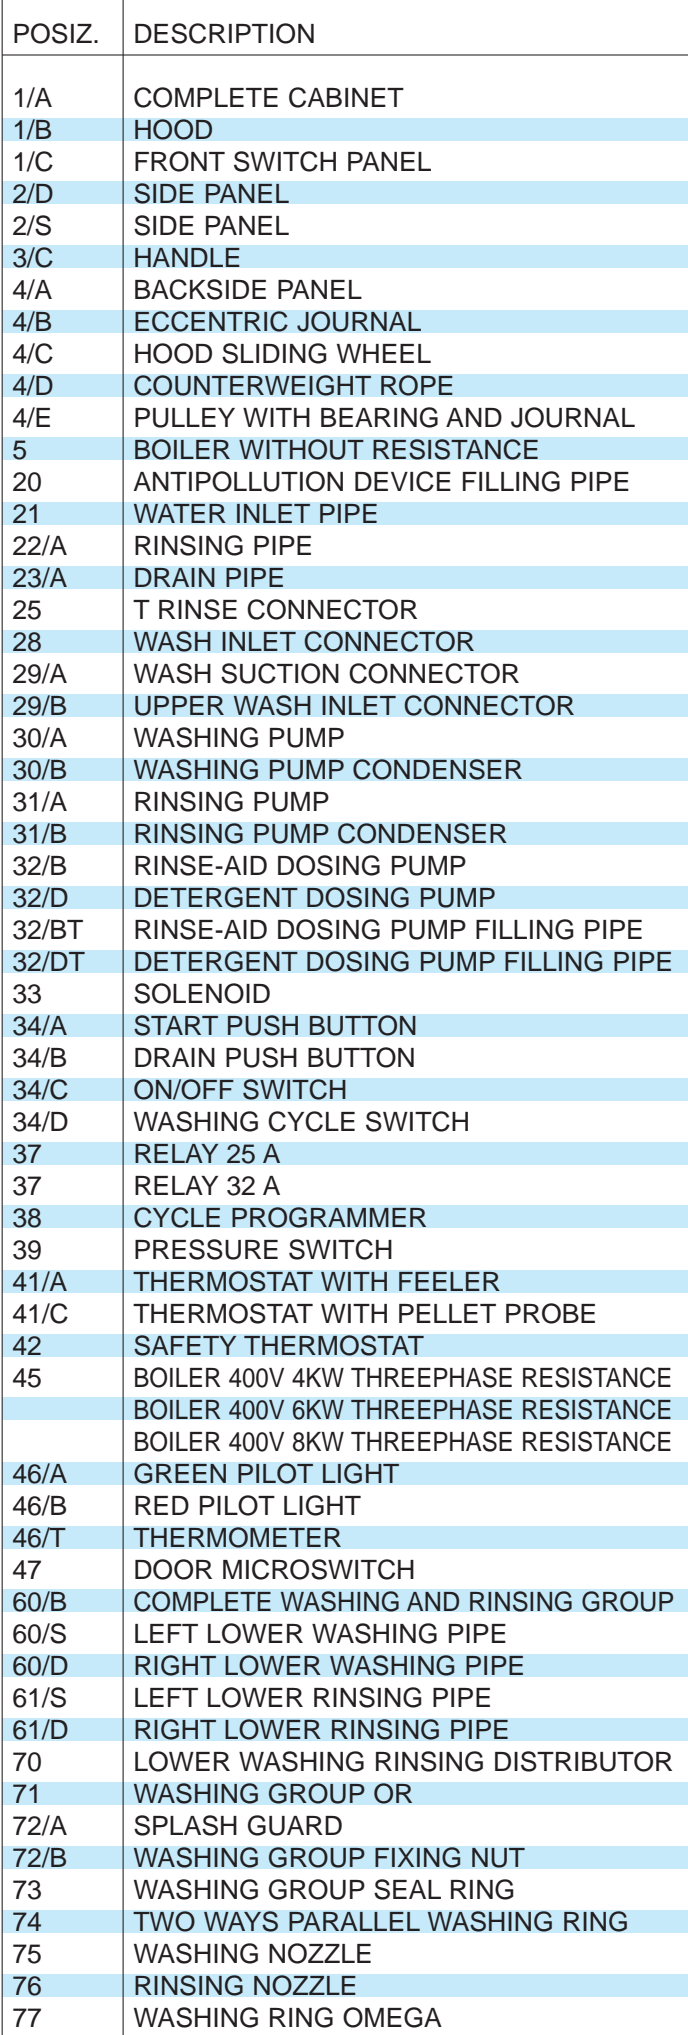 POSIZ. DESCRIPTION
1/A COMPLETE CABINET
1/B HOOD
1/C FRONT SWITCH PANEL
2/D SIDE PANEL
2/S SIDE PANEL
3/C HANDLE
4/A BACKSIDE PANEL
4/B ECCENTRIC JOURNAL
4/C HOOD SLIDING WHEEL
4/D COUNTERWEIGHT ROPE
4/E PULLEY WITH BEARING AND JOURNAL
5 BOILER WITHOUT RESISTANCE
20 ANTIPOLLUTION DEVICE FILLING PIPE
21 WATER INLET PIPE
22/A RINSING PIPE
23/A DRAIN PIPE
25 T RINSE CONNECTOR
28 WASH INLET CONNECTOR
29/A WASH SUCTION CONNECTOR
29/B UPPER WASH INLET CONNECTOR
30/A WASHING PUMP
30/B WASHING PUMP CONDENSER
31/A RINSING PUMP
31/B RINSING PUMP CONDENSER
32/B RINSE-AID DOSING PUMP
32/D DETERGENT DOSING PUMP
32/BT RINSE-AID DOSING PUMP FILLING PIPE
32/DT DETERGENT DOSING PUMP FILLING PIPE
33 SOLENOID
34/A START PUSH BUTTON
34/B DRAIN PUSH BUTTON
34/C ON/OFF SWITCH
34/D WASHING CYCLE SWITCH
37 RELAY 25 A
37 RELAY 32 A
38 CYCLE PROGRAMMER
39 PRESSURE SWITCH
41/A THERMOSTAT WITH FEELER
41/C THERMOSTAT WITH PELLET PROBE
42 SAFETY THERMOSTAT
45 BOILER 400V 4KW THREEPHASE RESISTANCE
BOILER 400V 6KW THREEPHASE RESISTANCE
BOILER 400V 8KW THREEPHASE RESISTANCE
46/A GREEN PILOT LIGHT
46/B RED PILOT LIGHT
46/T THERMOMETER
47 DOOR MICROSWITCH
60/B COMPLETE WASHING AND RINSING GROUP
60/S LEFT LOWER WASHING PIPE
60/D RIGHT LOWER WASHING PIPE
61/S LEFT LOWER RINSING PIPE
61/D RIGHT LOWER RINSING PIPE
70 LOWER WASHING RINSING DISTRIBUTOR
71 WASHING GROUP OR
72/A SPLASH GUARD
72/B WASHING GROUP FIXING NUT
73 WASHING GROUP SEAL RING
74 TWO WAYS PARALLEL WASHING RING
75 WASHING NOZZLE
76 RINSING NOZZLE
77 WASHING RING OMEGA